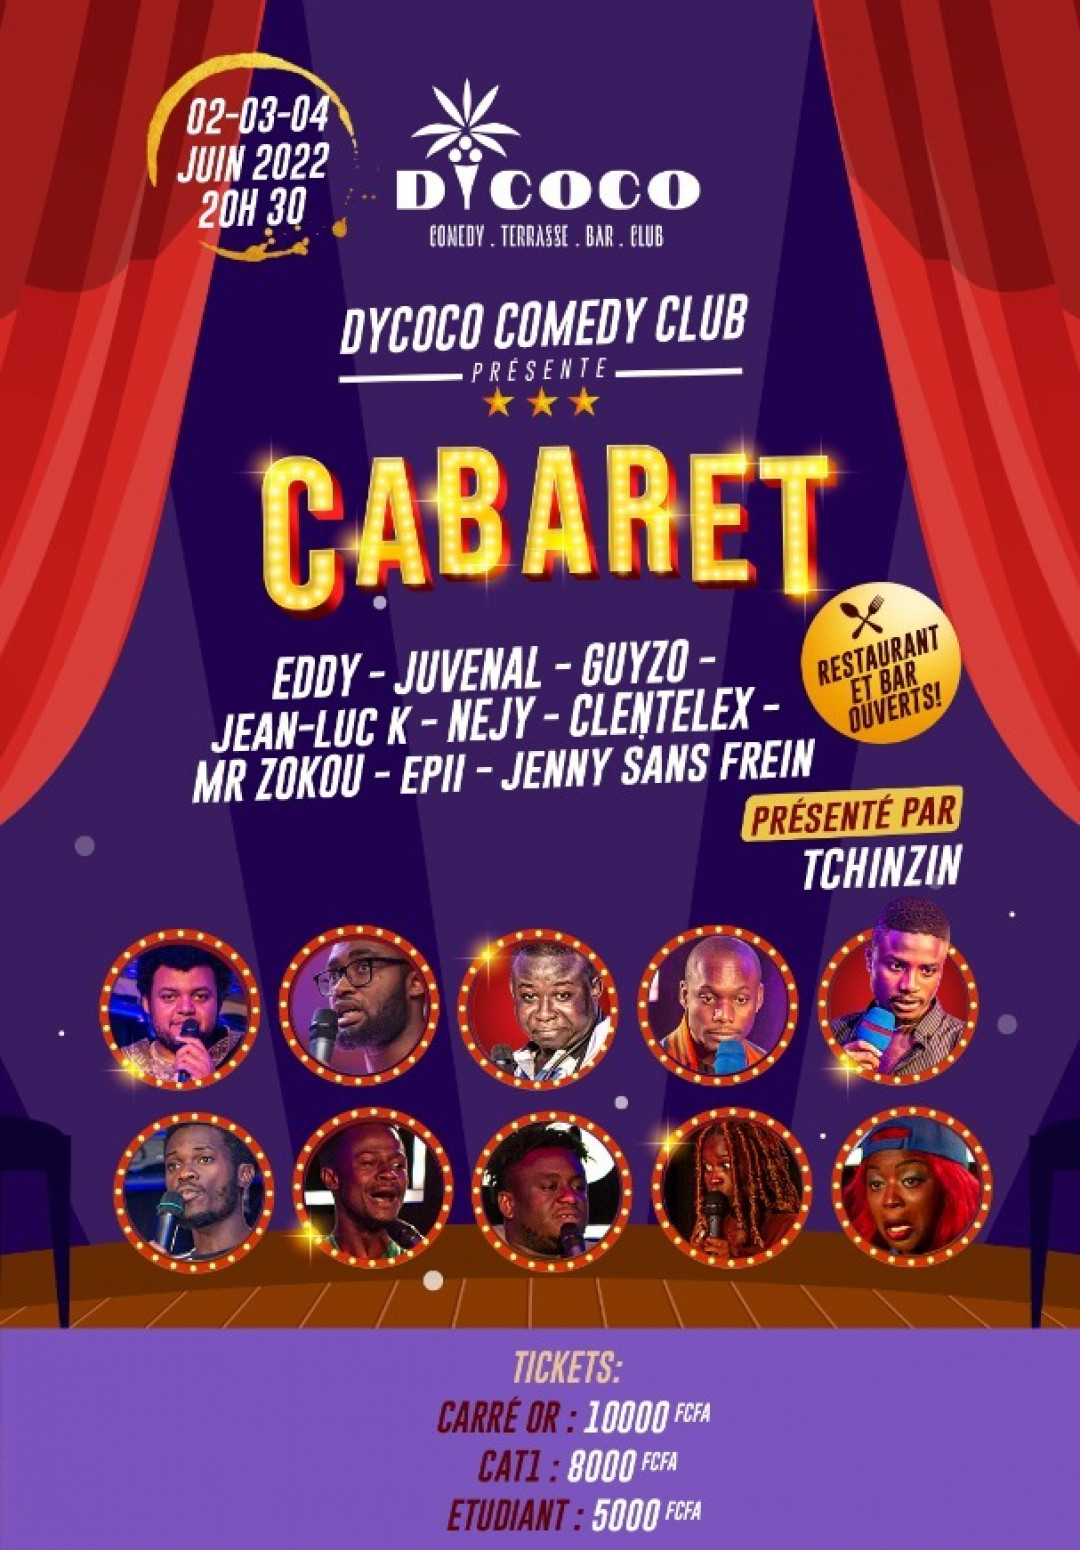 02-03-04
JUIN 2022
20H 30
DYCOCO
COMEDY . TERRASSE . BAR . CLUB
DYCOCO COMEDY CLUB
PRÉSENTE
CABARET
EDDY - JUVENAL - GUYZO -
JEAN-LUC K - NEJY - CLENTELEX -
MR ZOKOU - EPII - JENNY SANS FREIN
RESTAURANT
ET BAR
OUVERTS!
PRÉSENTÉ PAR
TCHINZIN
TICKETS:
CARRÉ OR : 10000 FCFA
CAT1 : 8000 FCFA
ETUDIANT : 5000 FCFA